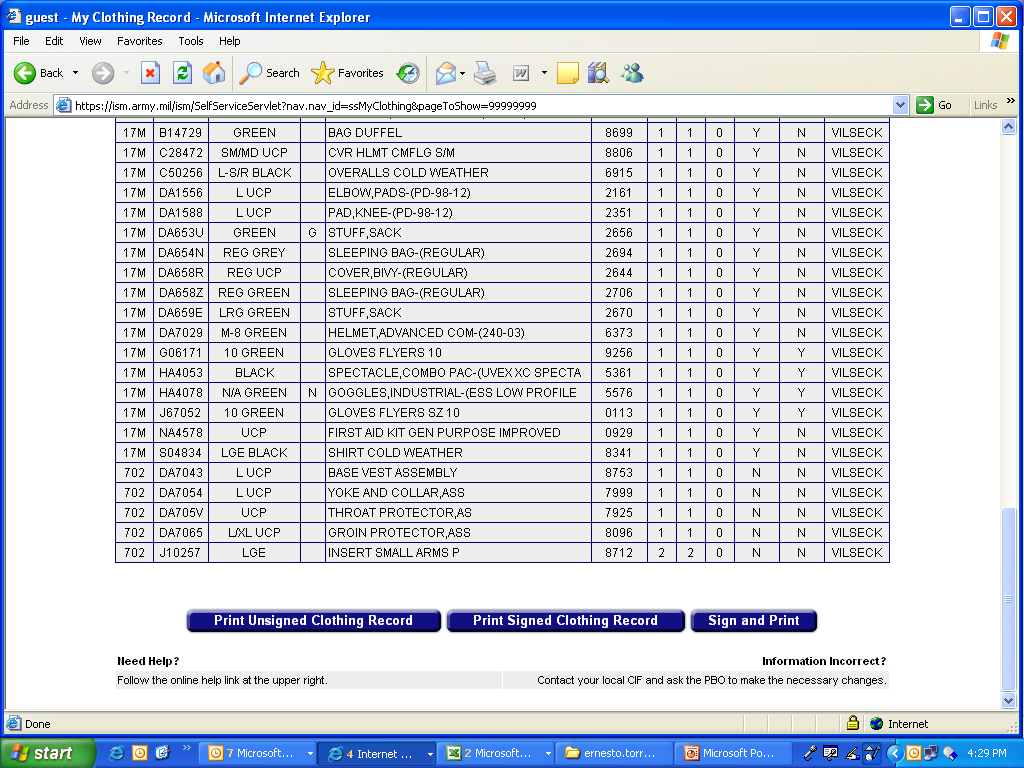 guest - My Clothing Record - Microsoft Internet Explorer
File Edit View Favorites Tools Help
Back Search Favorites
Address https://ism.army.mil/ism/SelfServiceServlet?nav.nav_id=ssMyClothing&pageToShow=99999999 Go Links »
17M B14729 GREEN BAG DUFFEL 8699 1 1 0 Y N VILSECK
17M C28472 SM/MD UCP CVR HLMT CMFLG S/M 8806 1 1 0 Y N VILSECK
17M C50256 L-S/R BLACK OVERALLS COLD WEATHER 6915 1 1 0 Y N VILSECK
17M DA1556 L UCP ELBOW,PADS-(PD-98-12) 2161 1 1 0 Y N VILSECK
17M DA1588 L UCP PAD,KNEE-(PD-98-12) 2351 1 1 0 Y N VILSECK
17M DA653U GREEN G STUFF,SACK 2656 1 1 0 Y N VILSECK
17M DA654N REG GREY SLEEPING BAG-(REGULAR) 2694 1 1 0 Y N VILSECK
17M DA658R REG UCP COVER,BIVY-(REGULAR) 2644 1 1 0 Y N VILSECK
17M DA658Z REG GREEN SLEEPING BAG-(REGULAR) 2706 1 1 0 Y N VILSECK
17M DA659E LRG GREEN STUFF,SACK 2670 1 1 0 Y N VILSECK
17M DA7029 M-8 GREEN HELMET,ADVANCED COM-(240-03) 6373 1 1 0 Y N VILSECK
17M G06171 10 GREEN GLOVES FLYERS 10 9256 1 1 0 Y Y VILSECK
17M HA4053 BLACK SPECTACLE,COMBO PAC-(UVEX XC SPECTA 5361 1 1 0 Y Y VILSECK
17M HA4078 N/A GREEN N GOGGLES,INDUSTRIAL-(ESS LOW PROFILE 5576 1 1 0 Y Y VILSECK
17M J67052 10 GREEN GLOVES FLYERS SZ 10 0113 1 1 0 Y Y VILSECK
17M NA4578 UCP FIRST AID KIT GEN PURPOSE IMPROVED 0929 1 1 0 Y N VILSECK
17M S04834 LGE BLACK SHIRT COLD WEATHER 8341 1 1 0 Y N VILSECK
702 DA7043 L UCP BASE VEST ASSEMBLY 8753 1 1 0 N N VILSECK
702 DA7054 L UCP YOKE AND COLLAR,ASS 7999 1 1 0 N N VILSECK
702 DA705V UCP THROAT PROTECTOR,AS 7925 1 1 0 N N VILSECK
702 DA7065 L/XL UCP GROIN PROTECTOR,ASS 8096 1 1 0 N N VILSECK
702 J10257 LGE INSERT SMALL ARMS P 8712 2 2 0 N N VILSECK
Print Unsigned Clothing Record Print Signed Clothing Record Sign and Print
Need Help? Information Incorrect?
Follow the online help link at the upper right. Contact your local CIF and ask the PBO to make the necessary changes.
Done Internet
start » 7 Microsoft... 4 Internet ... 2 Microsoft... ernesto.torr... Microsoft Po... 4:29 PM